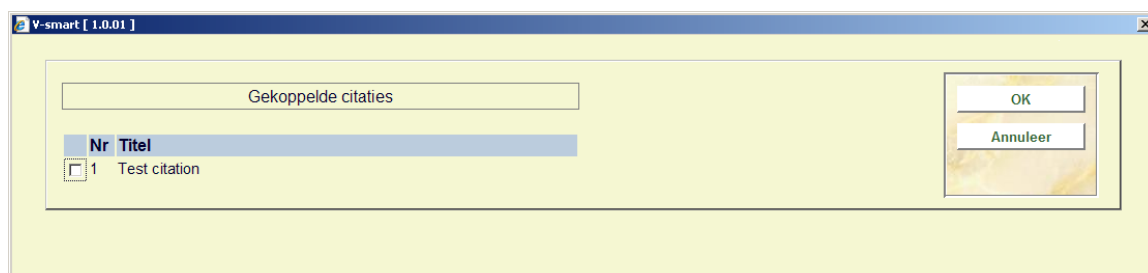 V-smart [ 1.0.01 ]
Gekoppelde citaties
OK
Annuleer
Nr Titel
1 Test citation